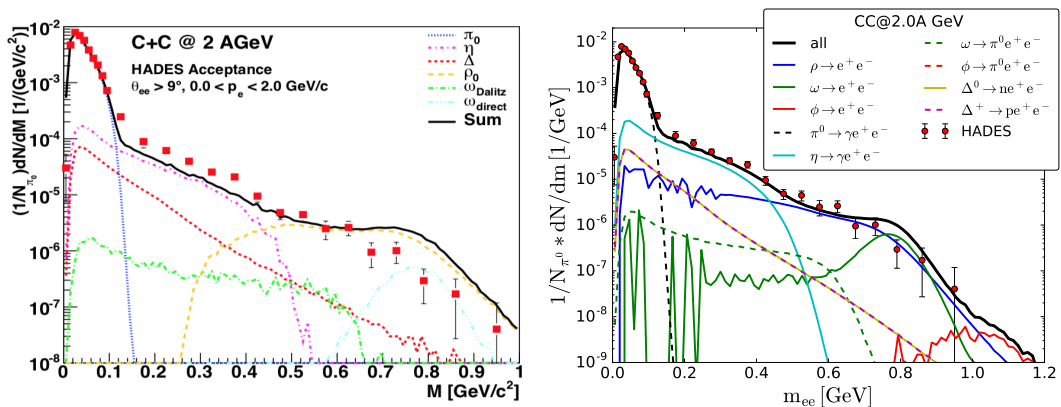 C+C @ 2 AGeV
HADES Acceptance
θee > 9°, 0.0 < pe < 2.0 GeV/c
π0
η
Δ
ρ0
ωDalitz
ωdirect
Sum
(1/Nπ0)dN/dM [1/(GeV/c²)]
10-2
10-3
10-4
10-5
10-6
10-7
10-8
0 0.1 0.2 0.3 0.4 0.5 0.6 0.7 0.8 0.9 1
M [GeV/c²]
CC@2.0A GeV
all
ρ→e+e−
ω→e+e−
ϕ→e+e−
π0→γe+e−
η→γe+e−
ω→π0e+e−
ϕ→π0e+e−
Δ0→ne+e−
Δ+→pe+e−
HADES
1/Nπ0 * dN/dm [1/GeV]
10-2
10-3
10-4
10-5
10-6
10-7
10-8
10-9
0.0 0.2 0.4 0.6 0.8 1.0 1.2
mee [GeV]